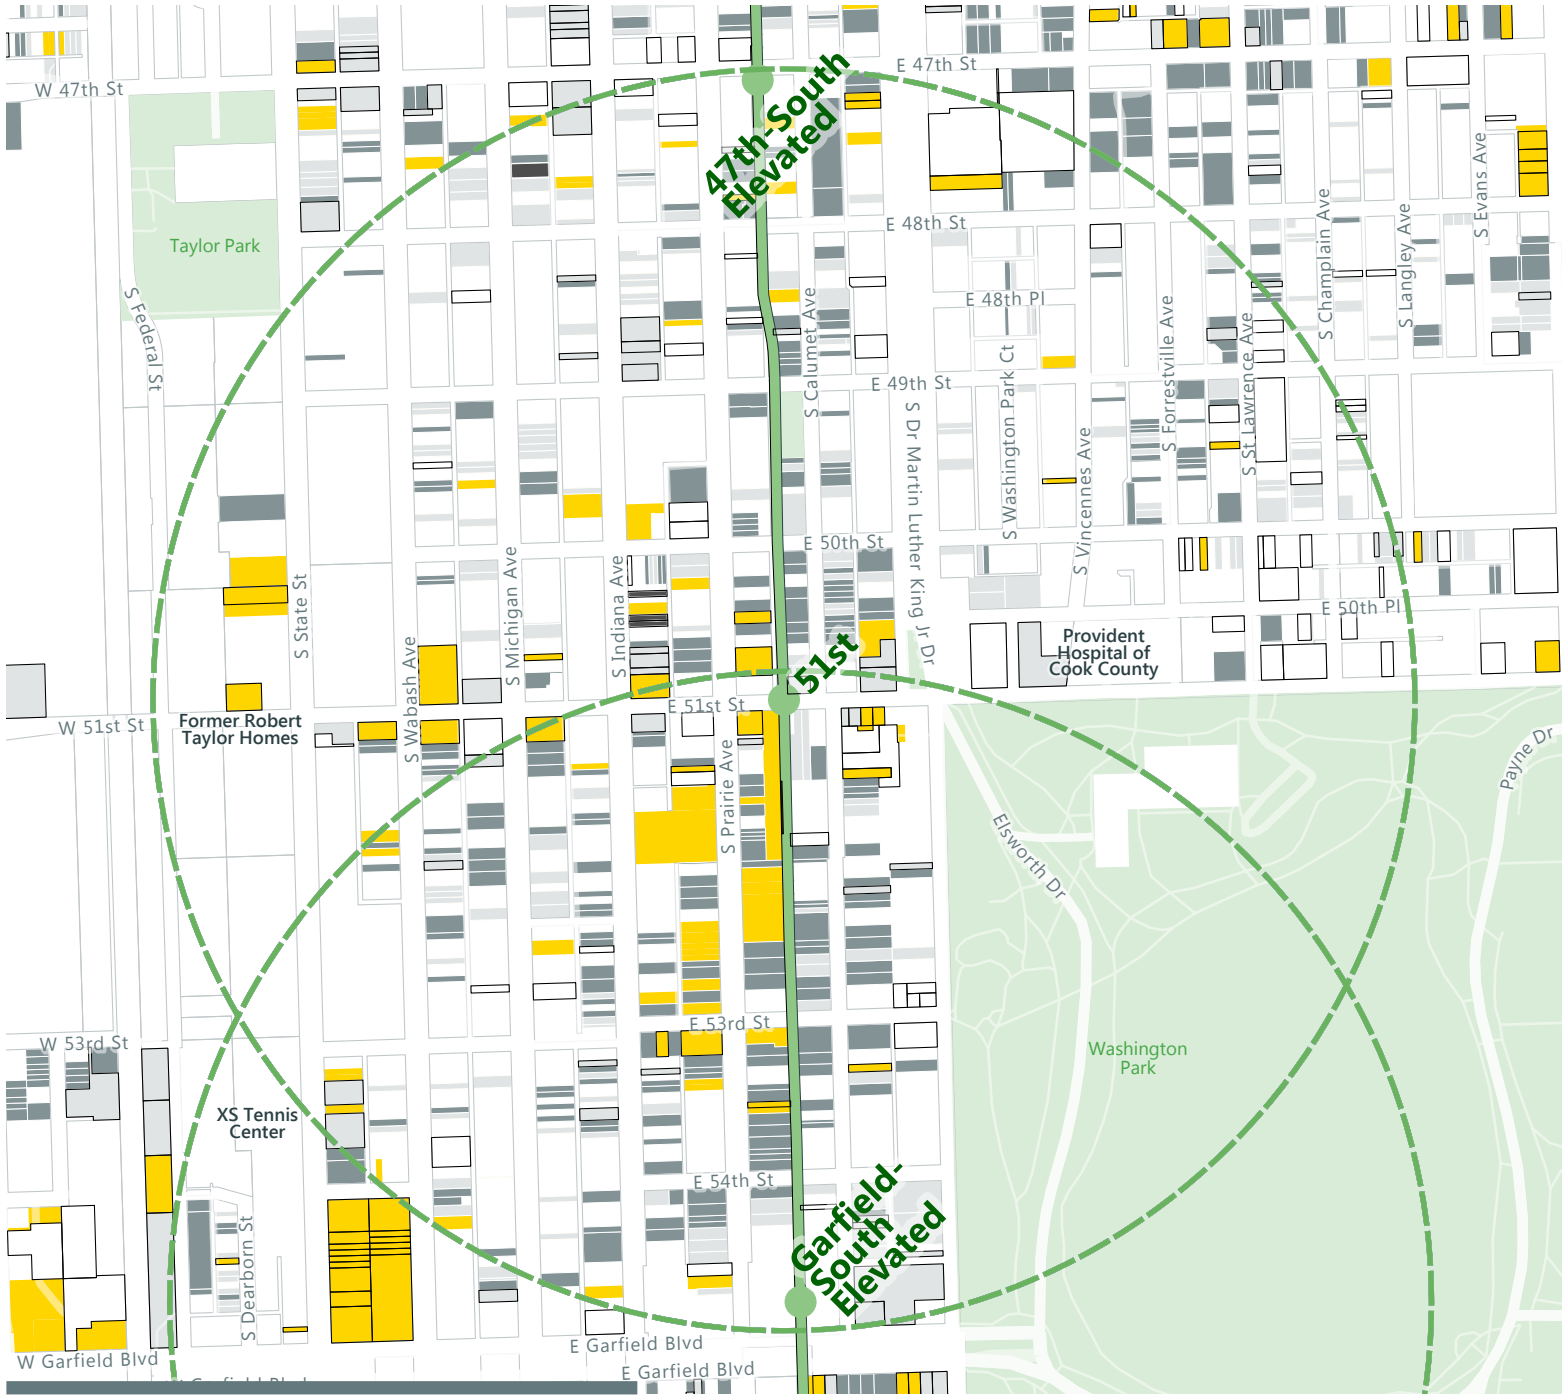 E 47th St
W 47th St
47th-South
Elevated
S Evans Ave
E 48th St
Taylor Park
S Champlain Ave
S Langley Ave
S Federal St
S Calumet Ave
E 48th Pl
S Forrestville Ave
S St Lawrence Ave
S Washington Park Ct
E 49th St
S Dr Martin Luther King Jr Dr
S Vincennes Ave
E 50th St
S State St
S Michigan Ave
S Indiana Ave
E 50th Pl
S Wabash Ave
51st
Provident
Hospital of
Cook County
E 51st St
W 51st St
Former Robert
Taylor Homes
S Prairie Ave
Payne Dr
Elsworth Dr
E 53rd St
W 53rd St
Washington
Park
XS Tennis
Center
E 54th St
S Dearborn St
Garfield-
South
Elevated
E Garfield Blvd
W Garfield Blvd
E Garfield Blvd